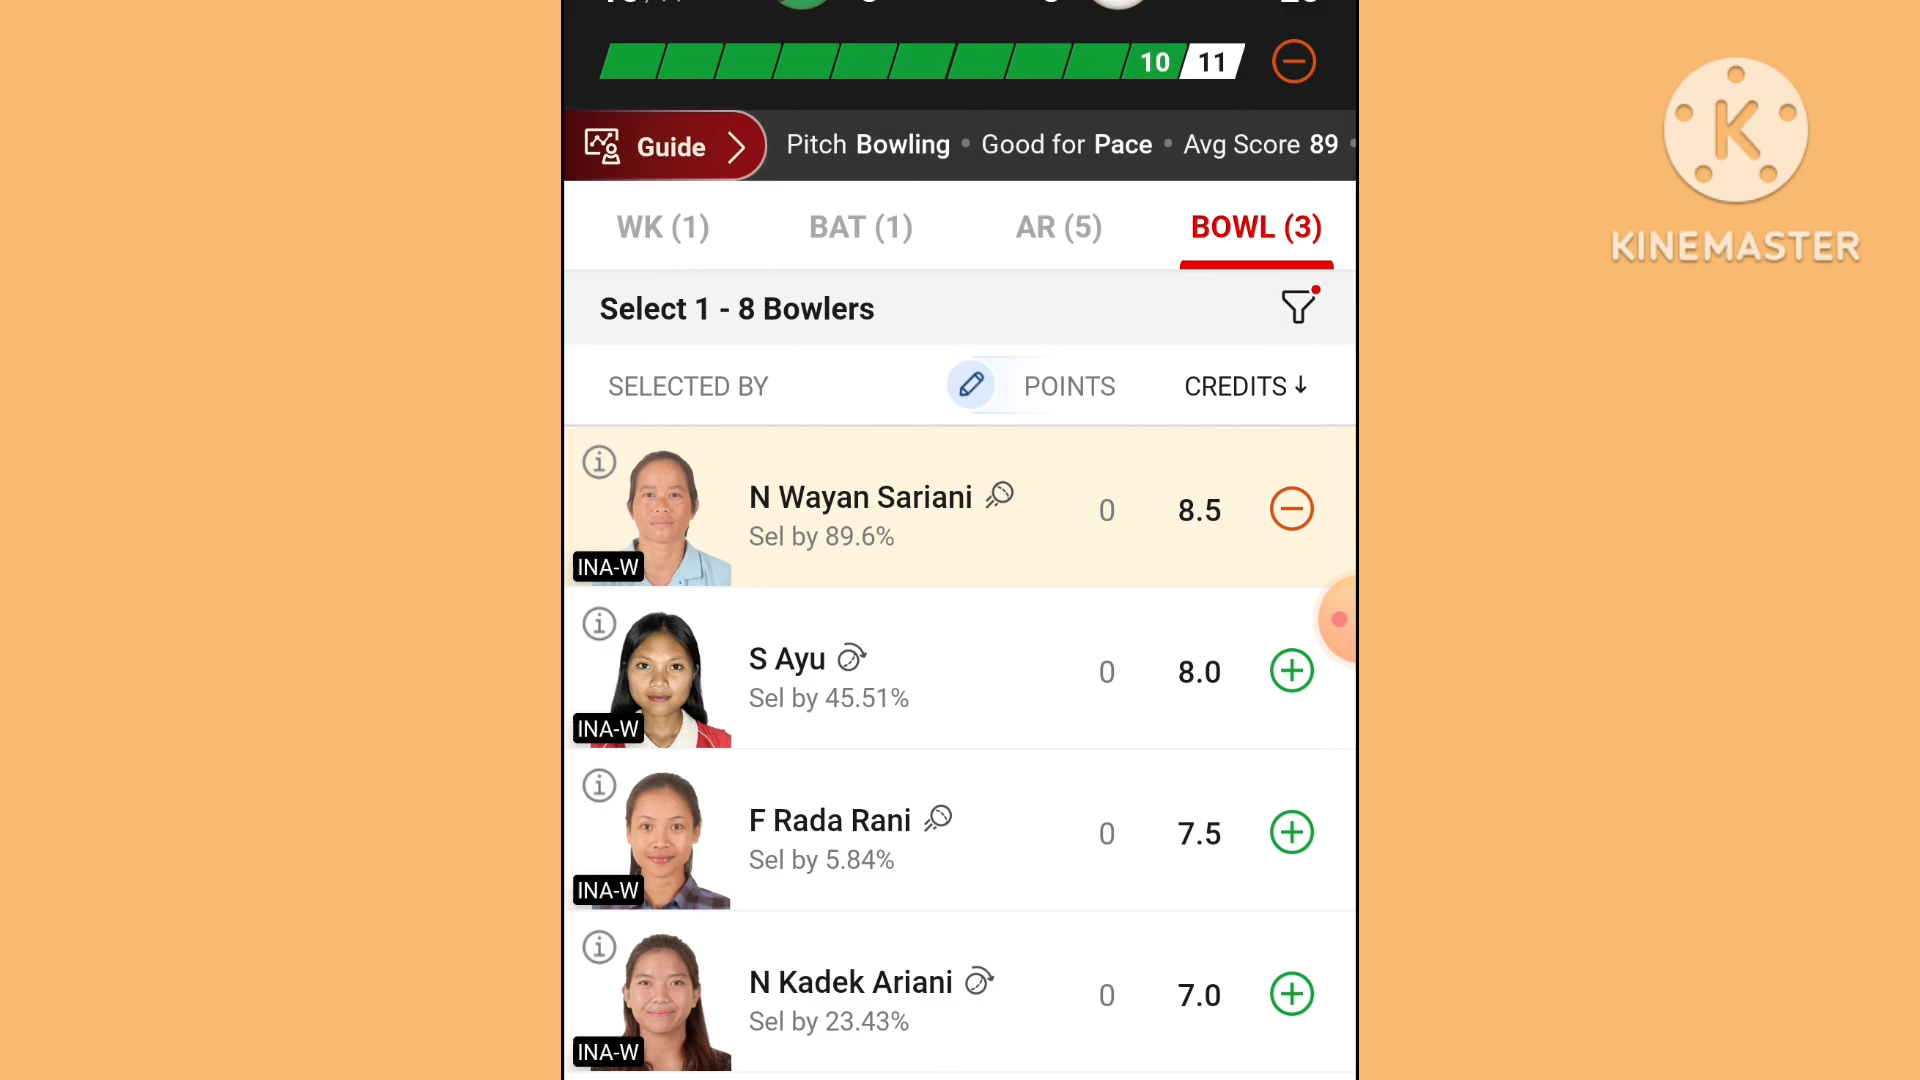 10 11
Guide
Pitch Bowling • Good for Pace • Avg Score 89 •
WK (1) BAT (1) AR (5) BOWL (3)
Select 1 - 8 Bowlers
SELECTED BY POINTS CREDITS ↓
N Wayan Sariani 0 8.5
Sel by 89.6%
INA-W
S Ayu 0 8.0
Sel by 45.51%
INA-W
F Rada Rani 0 7.5
Sel by 5.84%
INA-W
N Kadek Ariani 0 7.0
Sel by 23.43%
INA-W
K
KINEMASTER